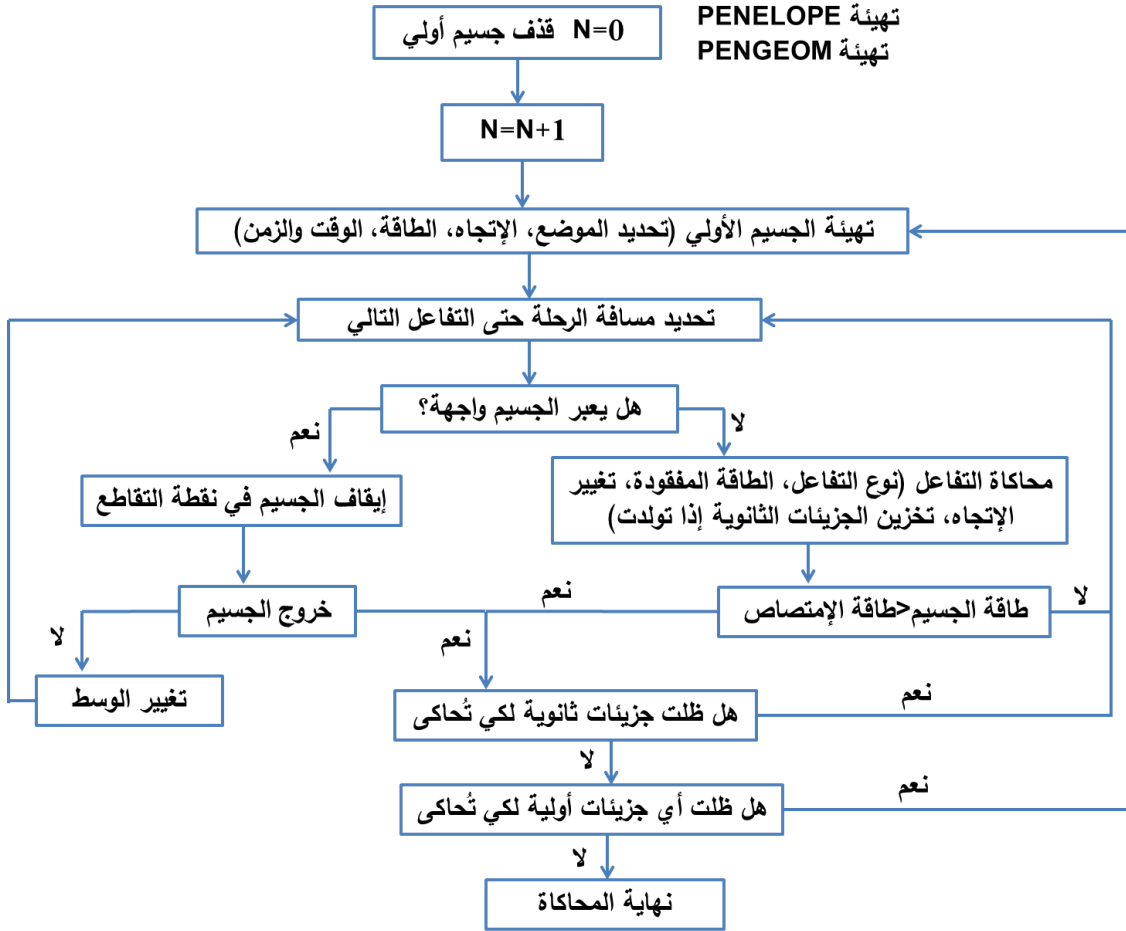 تهيئة PENELOPE
تهيئة PENGEOM
قذف جسيم أولي N=0
N=N+1
تهيئة الجسيم الأولي (تحديد الموضع، الإتجاه، الطاقة، الوقت والزمن)
تحديد مسافة الرحلة حتى التفاعل التالي
هل يعبر الجسيم واجهة؟
لا
نعم
محاكاة التفاعل (نوع التفاعل، الطاقة المفقودة، تغيير
الإتجاه، تخزين الجزيئات الثانوية إذا تولدت)
إيقاف الجسيم في نقطة التقاطع
لا
طاقة الجسيم<طاقة الإمتصاص
نعم
خروج الجسيم
لا
نعم
تغيير الوسط
هل ظلت جزيئات ثانوية لكي تُحاكى
نعم
لا
هل ظلت أي جزيئات أولية لكي تُحاكى
نعم
لا
نهاية المحاكاة